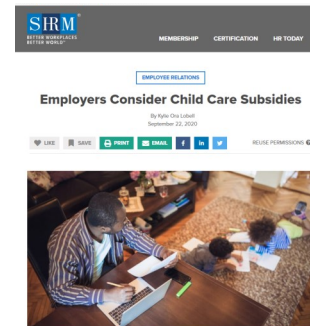 SHRM
BETTER WORKPLACES
BETTER WORLD™
MEMBERSHIP CERTIFICATION HR TODAY
EMPLOYEE RELATIONS
Employers Consider Child Care Subsidies
By Kylie Ora Lobell
September 22, 2020
LIKE SAVE PRINT EMAIL f in REUSE PERMISSIONS